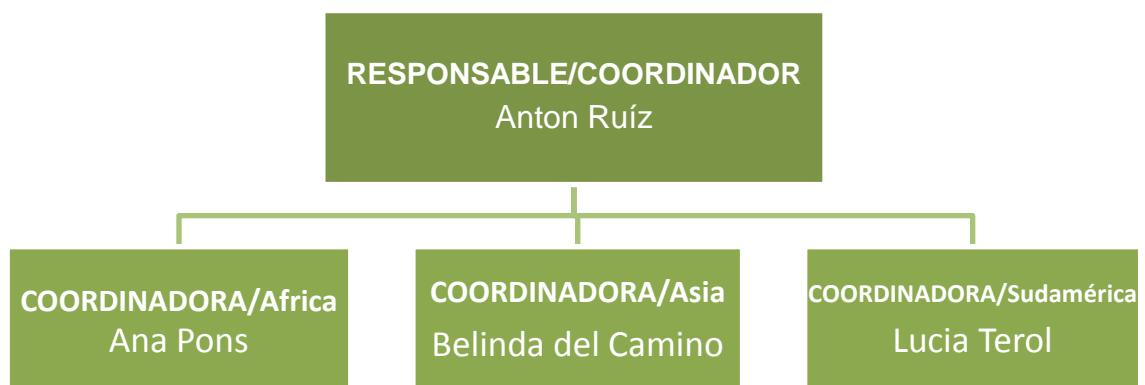 RESPONSABLE/COORDINADOR
Anton Ruíz
COORDINADORA/Africa
Ana Pons
COORDINADORA/Asia
Belinda del Camino
COORDINADORA/Sudamérica
Lucia Terol